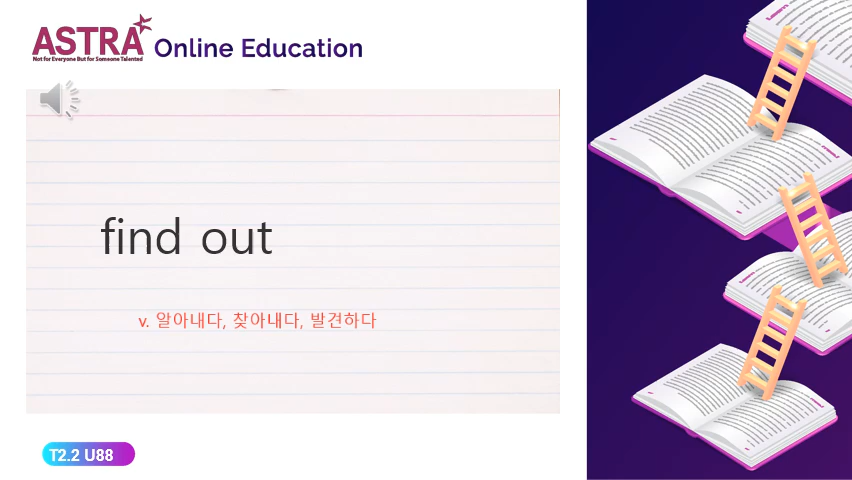 ASTRA
Not for Everyone But for Someone Talented
Online Education
find out
v. 알아내다, 찾아내다, 발견하다
T2.2 U88